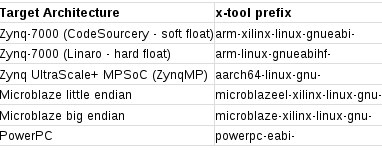 Target Architecture x-tool prefix
Zynq-7000 (CodeSourcery - soft float) arm-xilinx-linux-gnueabi-
Zynq-7000 (Linaro - hard float) arm-linux-gnueabihf-
Zynq UltraScale+ MPSoC (ZynqMP) aarch64-linux-gnu-
Microblaze little endian microblazeel-xilinx-linux-gnu-
Microblaze big endian microblaze-xilinx-linux-gnu-
PowerPC powerpc-eabi-